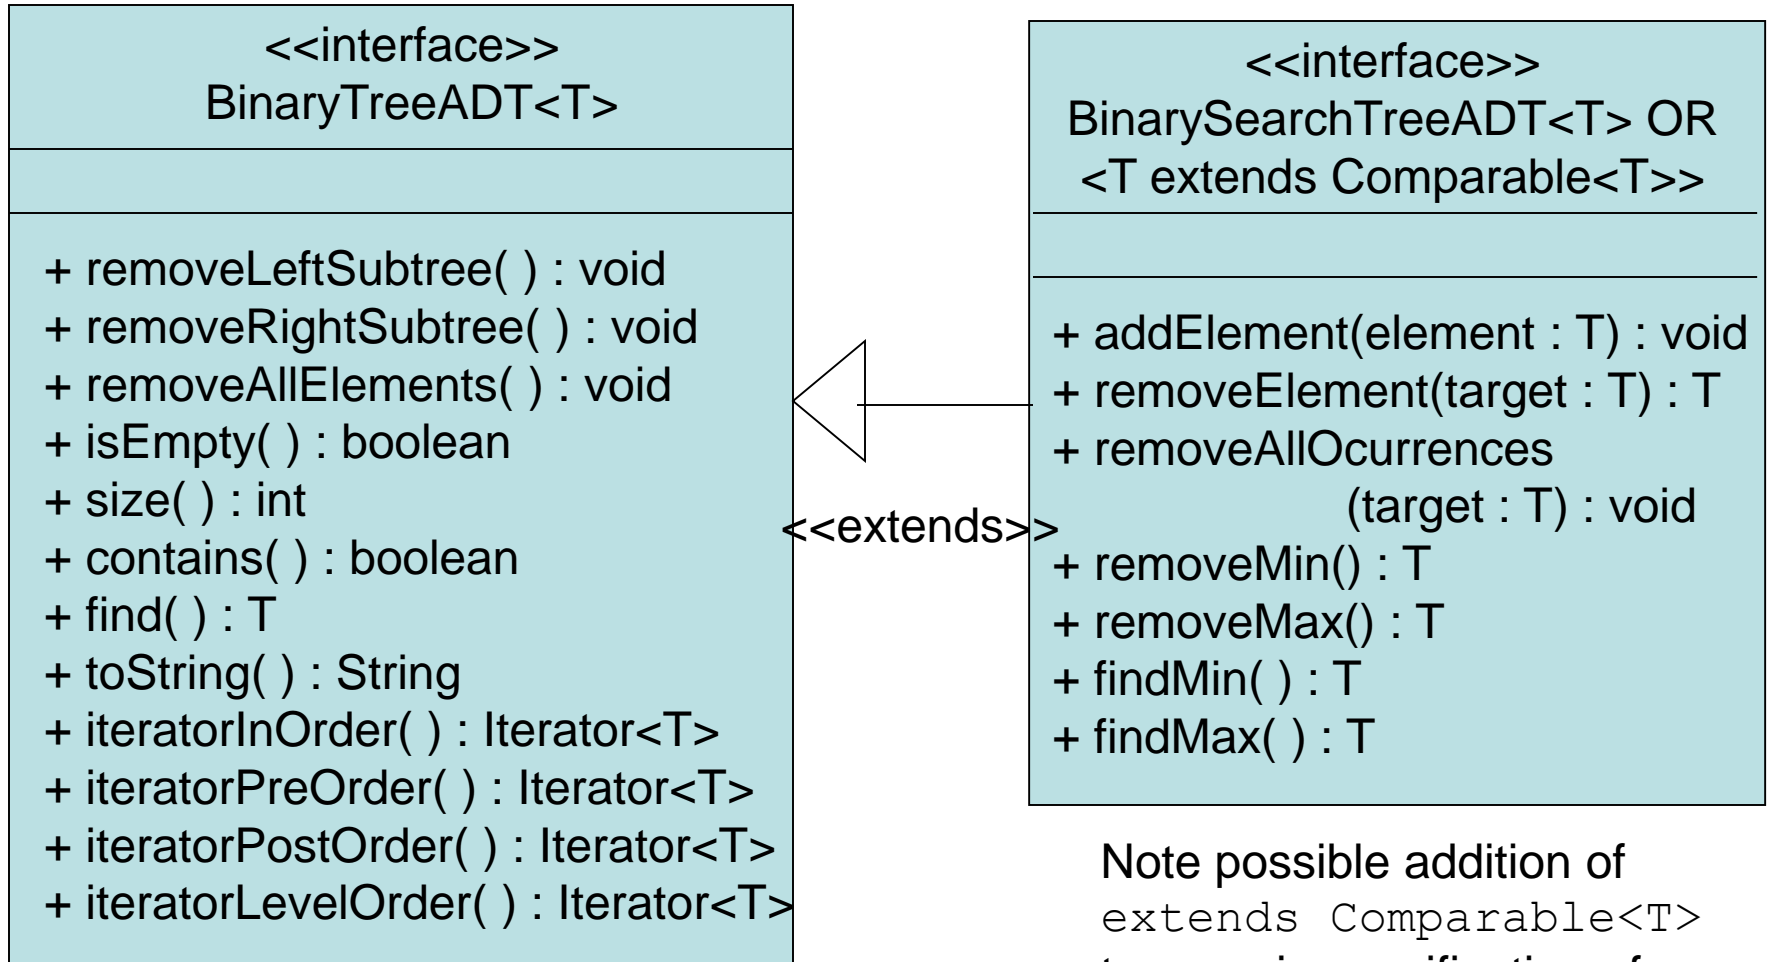 <<interface>>
BinaryTreeADT<T>
+ removeLeftSubtree( ) : void
+ removeRightSubtree( ) : void
+ removeAllElements( ) : void
+ isEmpty( ) : boolean
+ size( ) : int
+ contains( ) : boolean
+ find( ) : T
+ toString( ) : String
+ iteratorInOrder( ) : Iterator<T>
+ iteratorPreOrder( ) : Iterator<T>
+ iteratorPostOrder( ) : Iterator<T>
+ iteratorLevelOrder( ) : Iterator<T>
<<extends>>
<<interface>>
BinarySearchTreeADT<T> OR
<T extends Comparable<T>>
+ addElement(element : T) : void
+ removeElement(target : T) : T
+ removeAllOcurrences
(target : T) : void
+ removeMin() : T
+ removeMax() : T
+ findMin( ) : T
+ findMax( ) : T
Note possible addition of
extends Comparable<T>